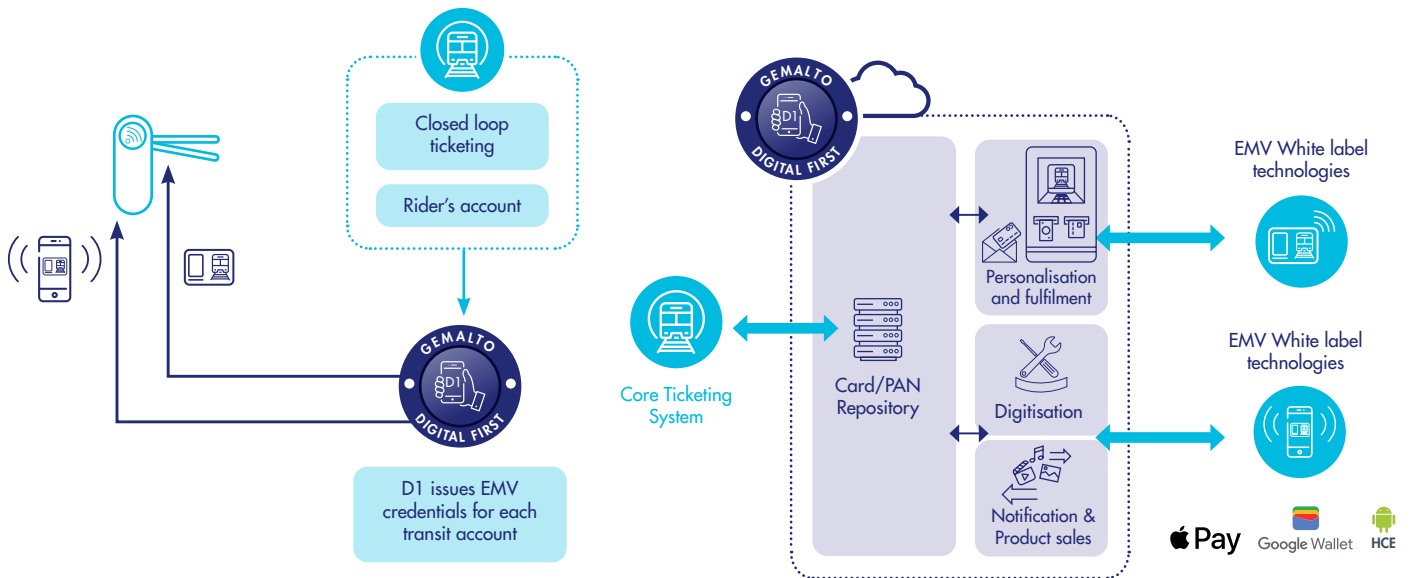 Closed loop
ticketing
Rider's account
GEMALTO
D1
DIGITAL FIRST
D1 issues EMV
credentials for each
transit account
GEMALTO
D1
DIGITAL FIRST
Core Ticketing
System
Card/PAN
Repository
Personalisation
and fulfilment
Digitisation
Notification &
Product sales
EMV White label
technologies
EMV White label
technologies
Pay
Google Wallet
HCE